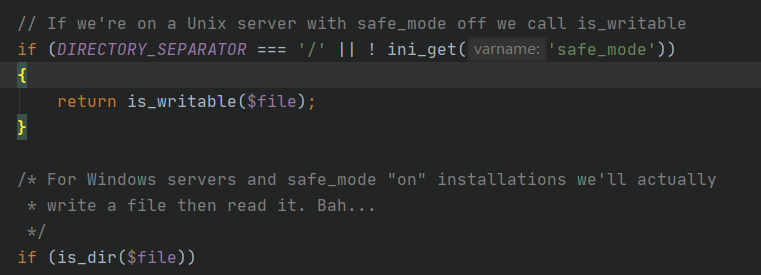 // If we're on a Unix server with safe_mode off we call is_writable
if (DIRECTORY_SEPARATOR === '/' || ! ini_get( varname: 'safe_mode'))
{
return is_writable($file);
}
/* For Windows servers and safe_mode "on" installations we'll actually
* write a file then read it. Bah...
*/
if (is_dir($file))